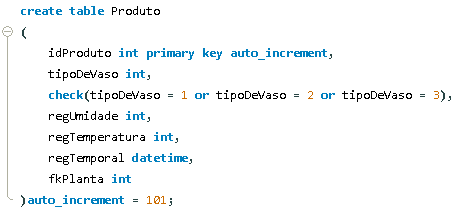 create table Produto
(
idProduto int primary key auto_increment,
tipoDeVaso int,
check(tipoDeVaso = 1 or tipoDeVaso = 2 or tipoDeVaso = 3),
regUmidade int,
regTemperatura int,
regTemporal datetime,
fkPlanta int
)auto_increment = 101;